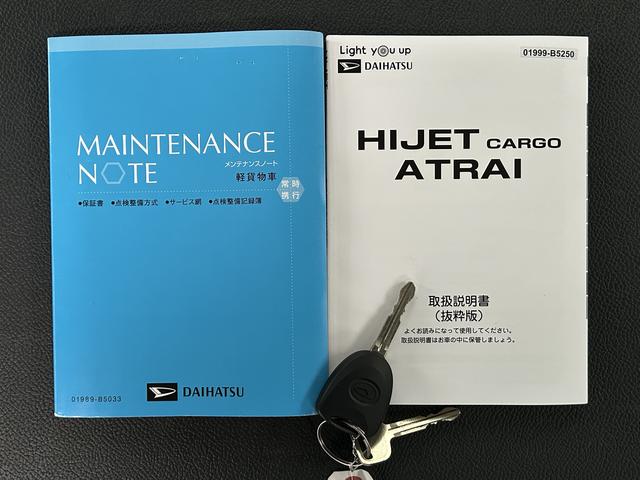 MAINTENANCE
NOTE
メンテナンスノート
軽貨物車
常時
携行
●保証書 ●点検整備方式 ●サービス網 ●点検整備記録簿
01989-B5033
DAIHATSU
Light you up
DAIHATSU
01999-B5250
HIJET CARGO
ATRAI
取扱説明書
（抜粋版）
よくお読みになって使用してください。
取扱説明書はお車の中に保管しましょう。